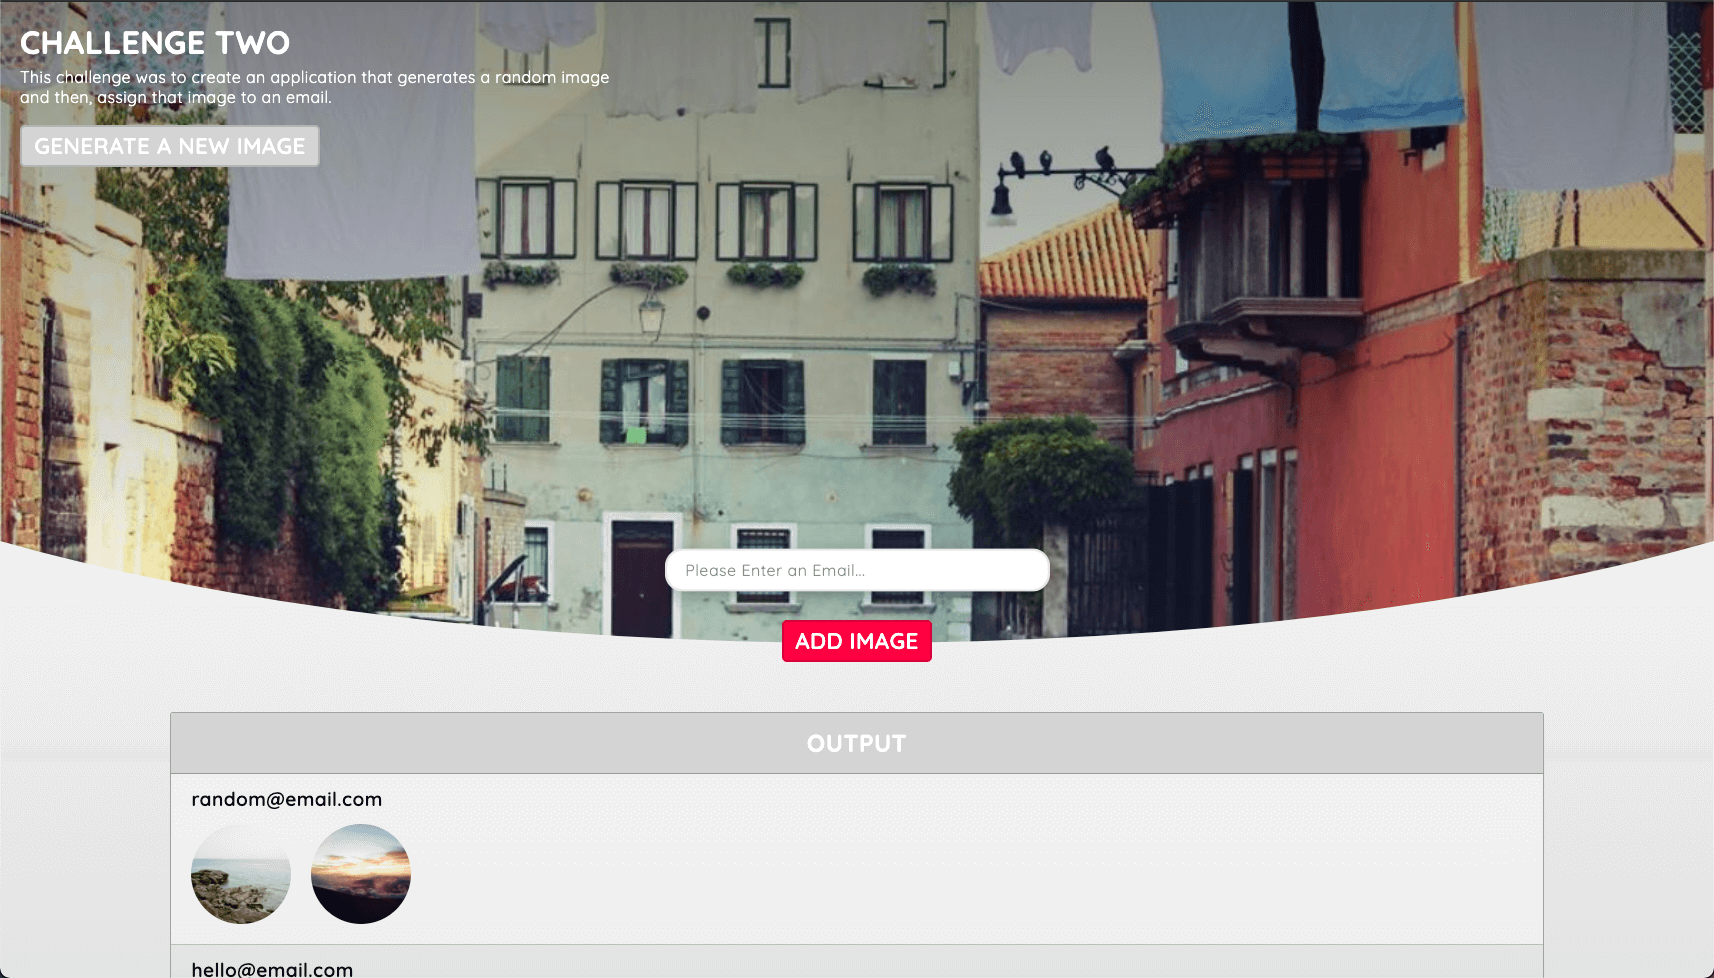 CHALLENGE TWO
This challenge was to create an application that generates a random image
and then, assign that image to an email.
GENERATE A NEW IMAGE
Please Enter an Email...
ADD IMAGE
OUTPUT
random@email.com
hello@email.com